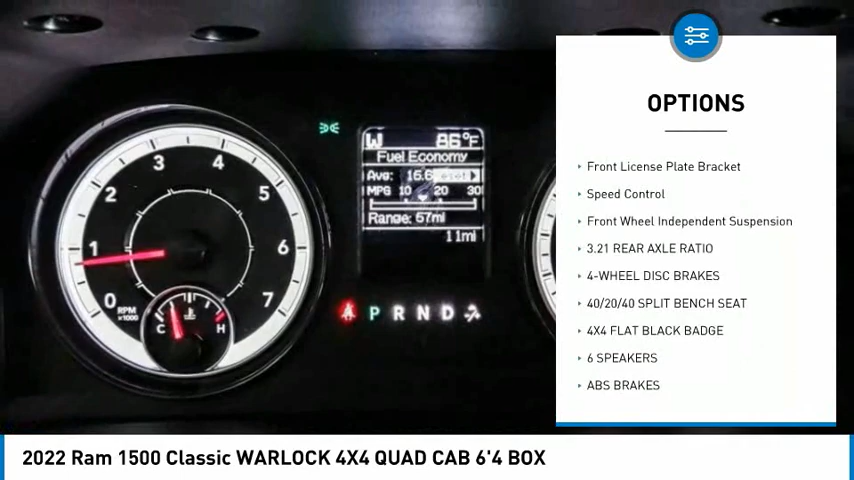 W 86°F
Fuel Economy
Avg: 16.6
MPG 10 20 30
Range: 67mi
11mi
0 1 2 3 4 5 6 7
RPM x1000
C H
P R N D
OPTIONS
Front License Plate Bracket
Speed Control
Front Wheel Independent Suspension
3.21 REAR AXLE RATIO
4-WHEEL DISC BRAKES
40/20/40 SPLIT BENCH SEAT
4X4 FLAT BLACK BADGE
6 SPEAKERS
ABS BRAKES
2022 Ram 1500 Classic WARLOCK 4X4 QUAD CAB 6'4 BOX